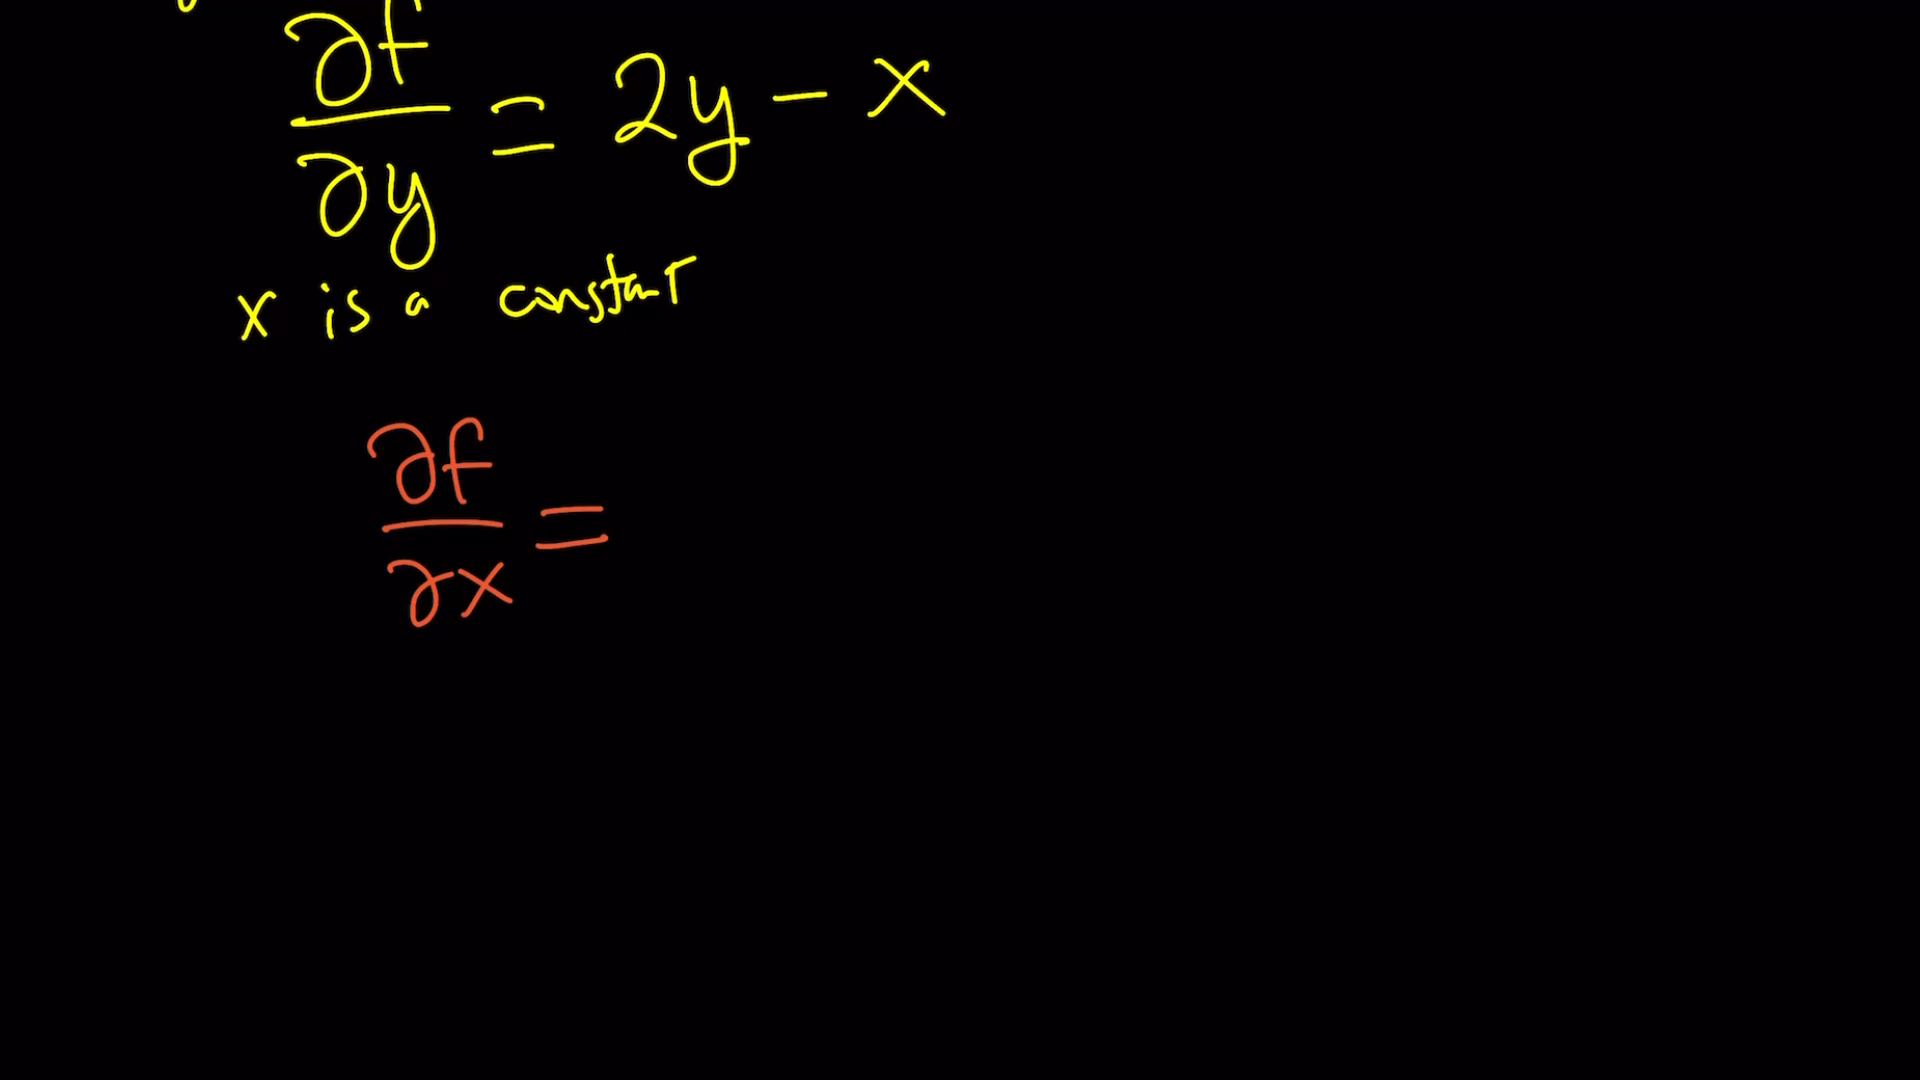 ∂f/∂y = 2y - x
x is a constant
∂f/∂x =